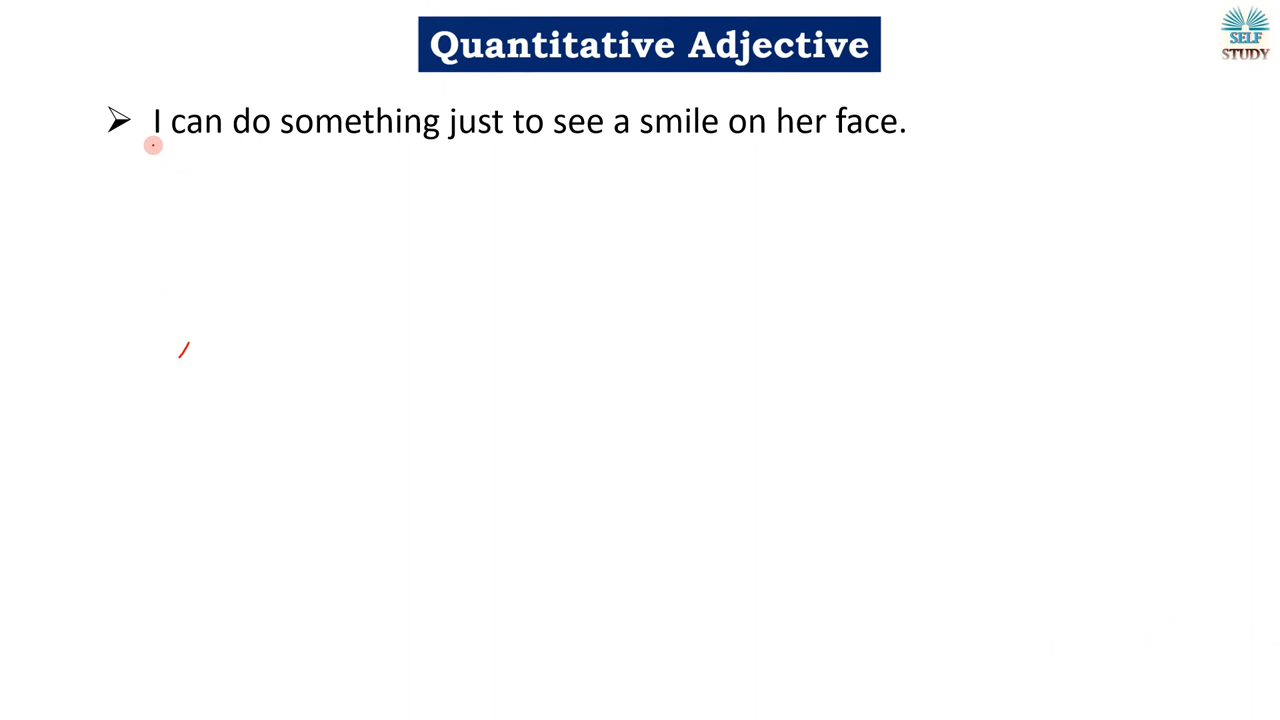 Quantitative Adjective
SELF
STUDY
➢ I can do something just to see a smile on her face.